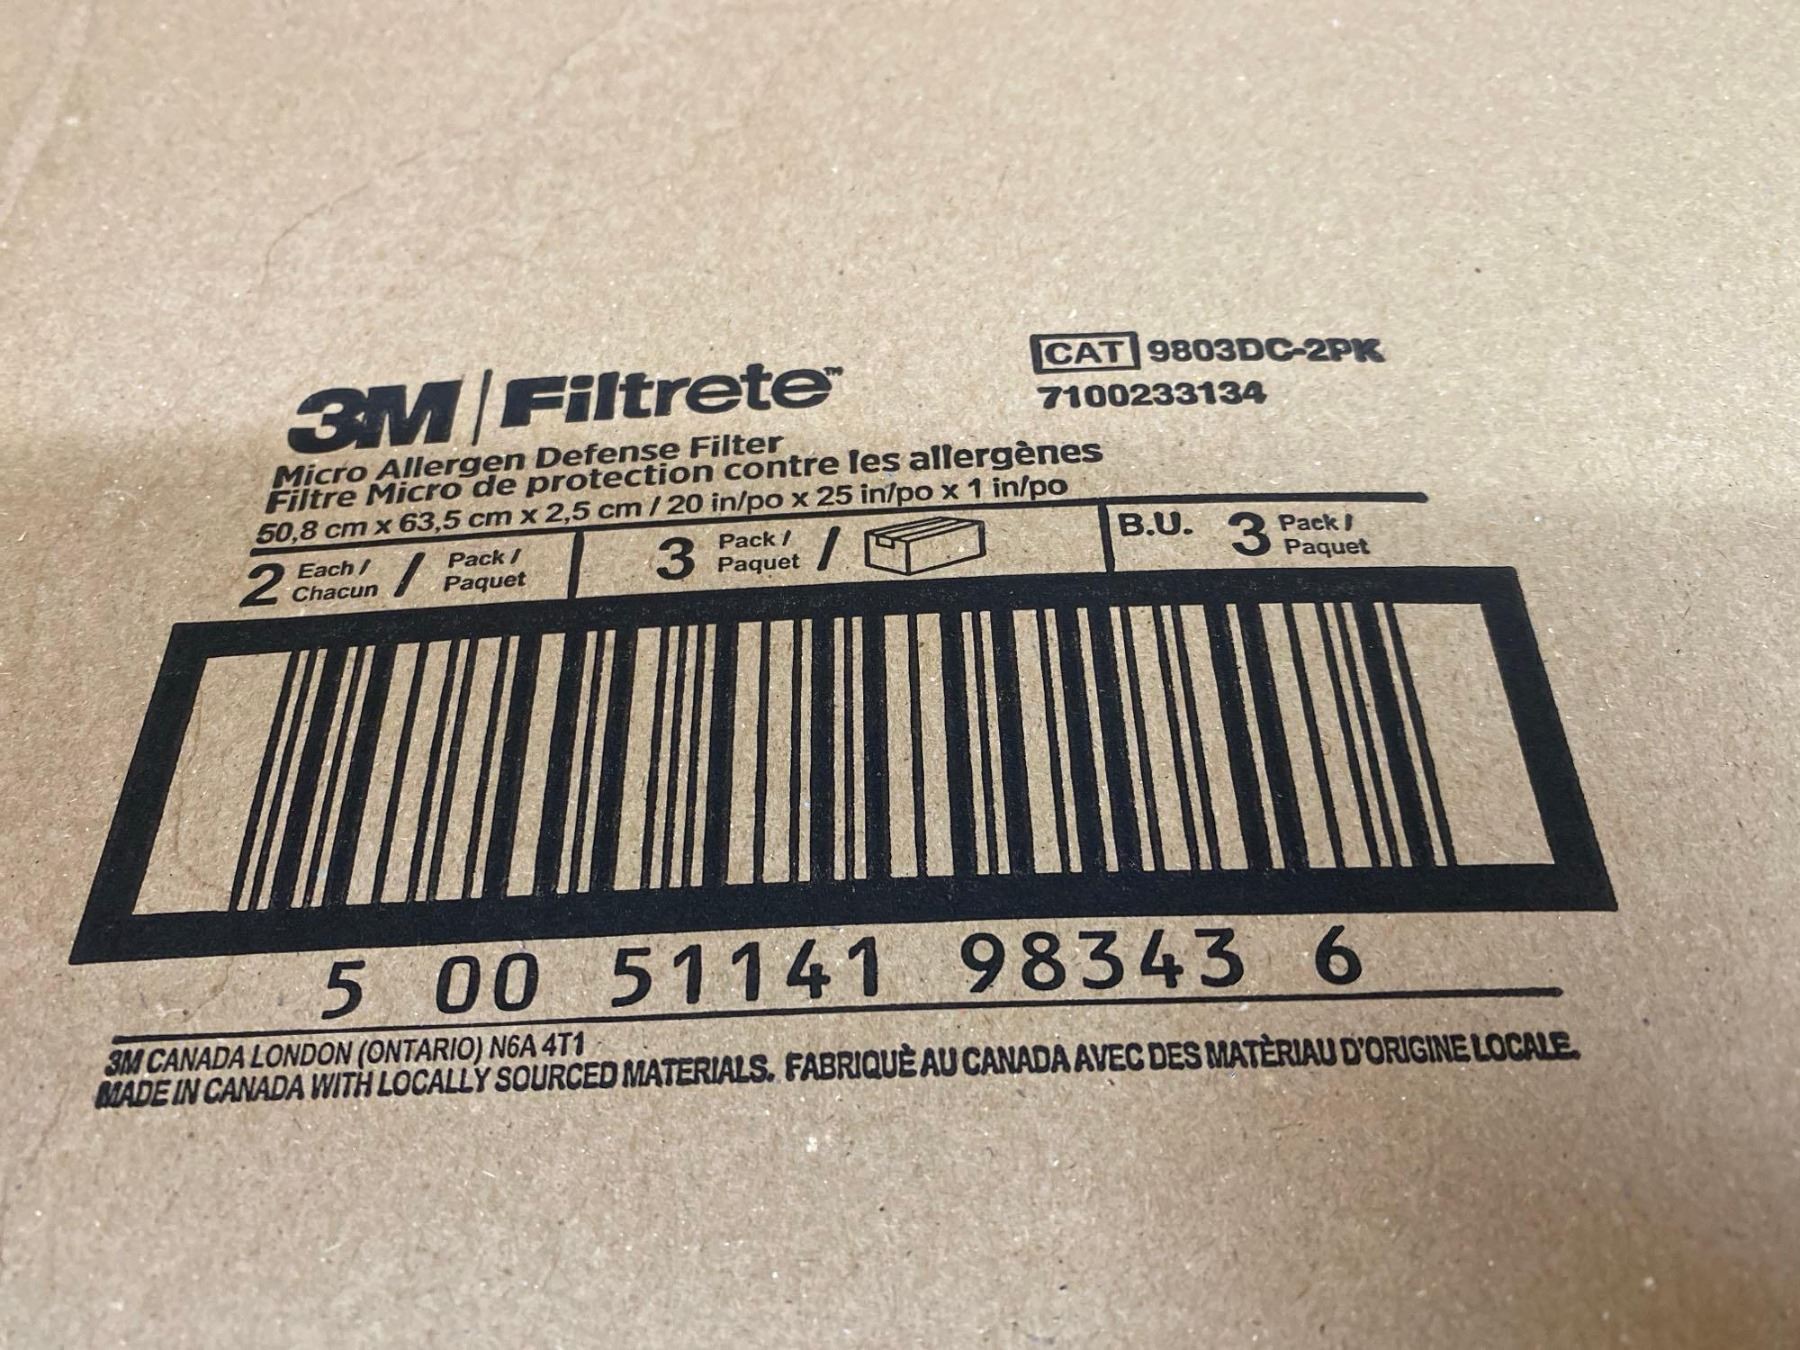 3M | Filtrete™
CAT 9803DC-2PK
7100233134
Micro Allergen Defense Filter
Filtre Micro de protection contre les allergènes
50,8 cm x 63,5 cm x 2,5 cm / 20 in/po x 25 in/po x 1 in/po
2 Each / Chacun / Pack / Paquet
3 Pack / Paquet /
B.U. 3 Pack / Paquet
5 00 51141 98343 6
3M CANADA LONDON (ONTARIO) N6A 4T1
MADE IN CANADA WITH LOCALLY SOURCED MATERIALS. FABRIQUÈ AU CANADA AVEC DES MATÈRIAU D'ORIGINE LOCALE.